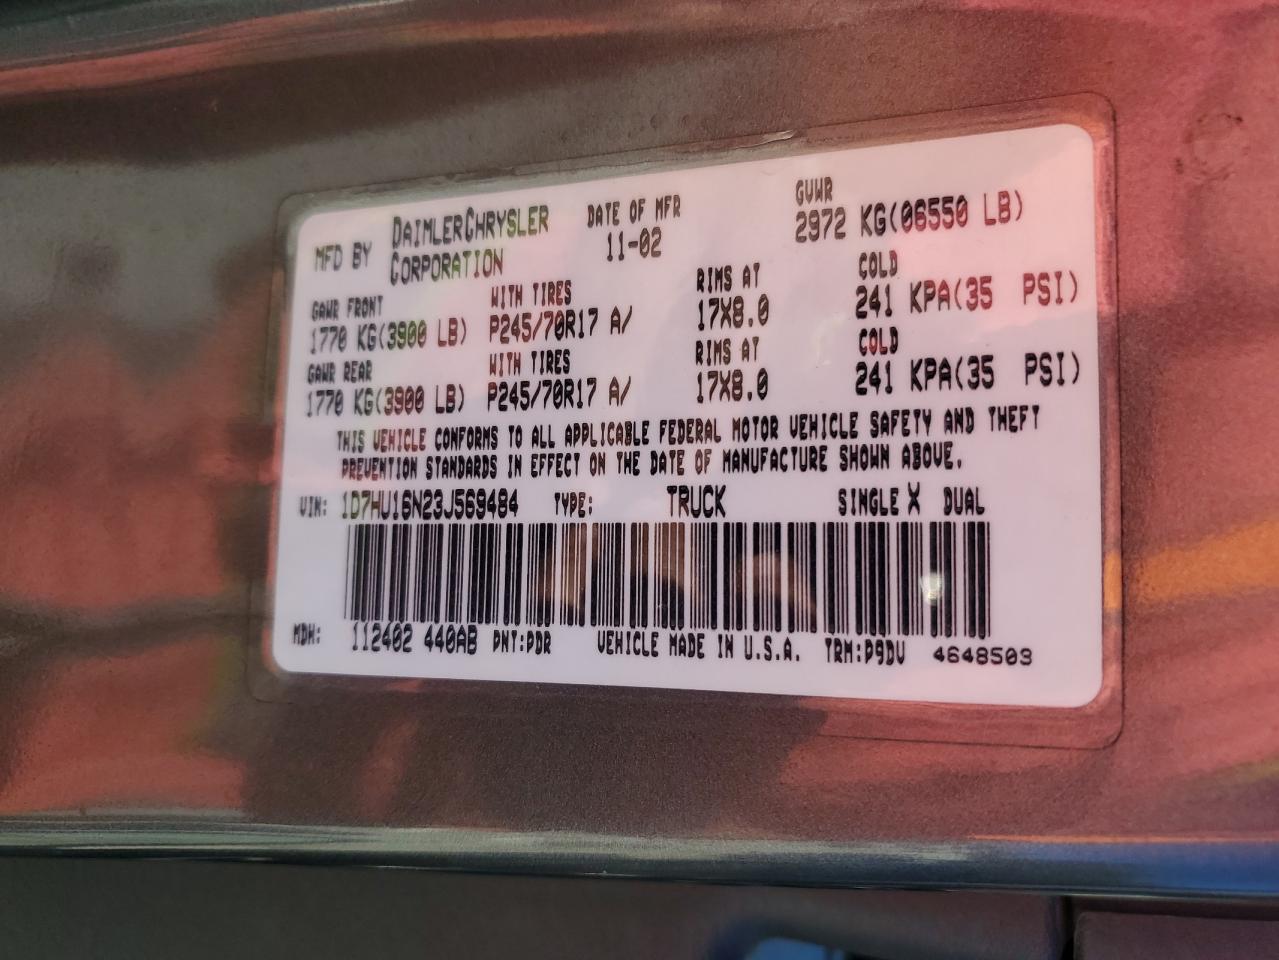 MFD BY DAIMLERCHRYSLER CORPORATION DATE OF MFR 11-02 GVWR 2972 KG(06550 LB)
GAWR FRONT WITH TIRES RIMS AT COLD
1770 KG(3900 LB) P245/70R17 A/ 17X8.0 241 KPA(35 PSI)
GAWR REAR WITH TIRES RIMS AT COLD
1770 KG(3900 LB) P245/70R17 A/ 17X8.0 241 KPA(35 PSI)
THIS VEHICLE CONFORMS TO ALL APPLICABLE FEDERAL MOTOR VEHICLE SAFETY AND THEFT
PREVENTION STANDARDS IN EFFECT ON THE DATE OF MANUFACTURE SHOWN ABOVE.
VIN: 1D7HU16N23J569484 TYPE: TRUCK SINGLE X DUAL
MDH: 112402 440AB PNT:PDR VEHICLE MADE IN U.S.A. TRM:P9DV 4648503